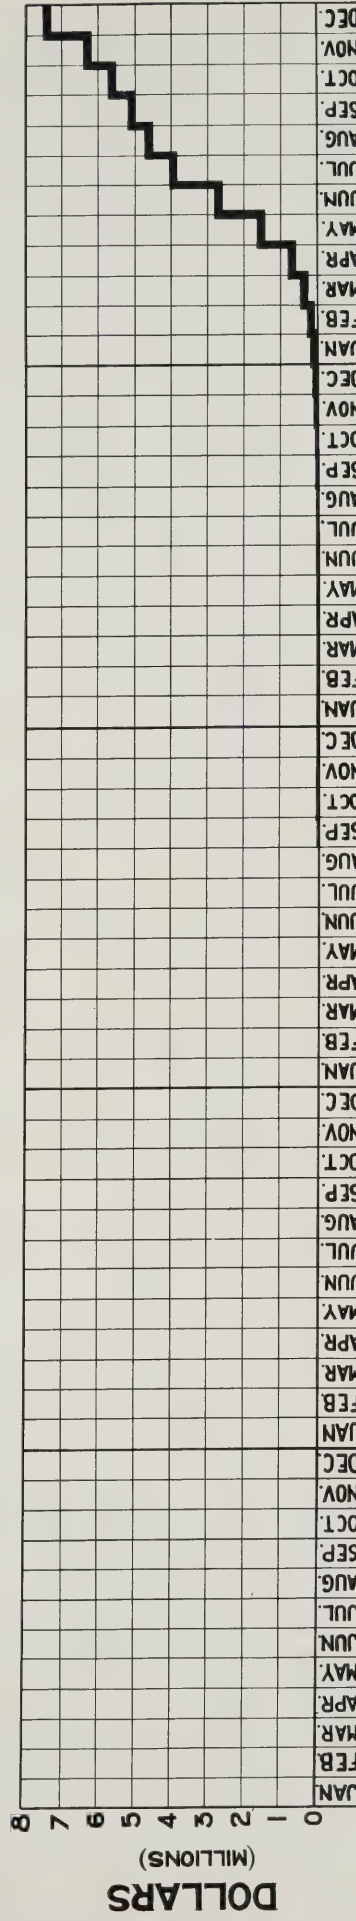 DOLLARS
(MILLIONS)
8
7
6
5
4
3
2
1
0
JAN.
FEB.
MAR.
APR.
MAY.
JUN.
JUL.
AUG.
SEP.
OCT.
NOV.
DEC.
JAN
FEB.
MAR.
APR.
MAY.
JUN.
JUL.
AUG.
SEP.
OCT.
NOV.
DEC.
JAN.
FEB.
MAR.
APR.
MAY.
JUN.
JUL.
AUG.
SEP.
OCT.
NOV.
DEC.
JAN.
FEB.
MAR.
APR.
MAY.
JUN.
JUL.
AUG.
SEP.
OCT.
NOV.
DEC.
JAN.
FEB.
MAR.
APR.
MAY.
JUN.
JUL.
AUG.
SEP.
OCT.
NOV.
DEC.